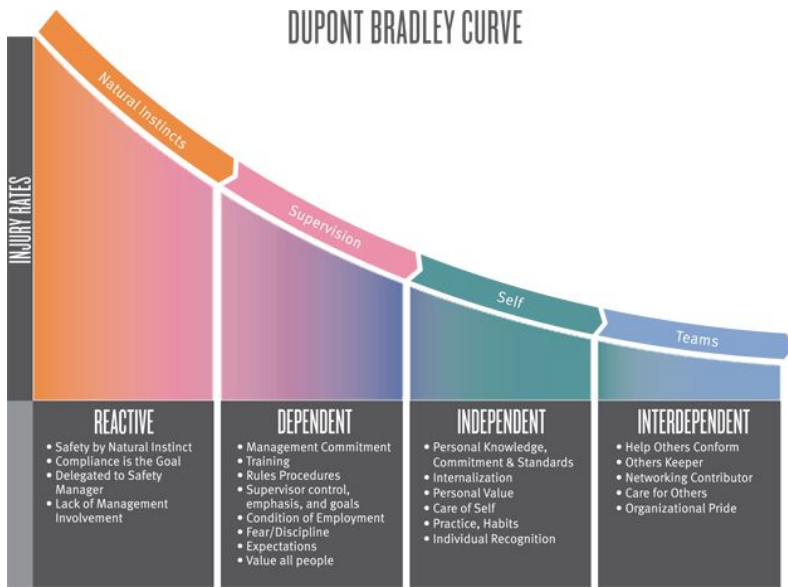 DUPONT BRADLEY CURVE
Natural Instincts
Supervision
Self
Teams
INJURY RATES
REACTIVE
• Safety by Natural Instinct
• Compliance is the Goal
• Delegated to Safety
Manager
• Lack of Management
Involvement
DEPENDENT
• Management Commitment
• Training
• Rules Procedures
• Supervisor control,
emphasis, and goals
• Condition of Employment
• Fear/Discipline
• Expectations
• Value all people
INDEPENDENT
• Personal Knowledge,
Commitment & Standards
• Internalization
• Personal Value
• Care of Self
• Practice, Habits
• Individual Recognition
INTERDEPENDENT
• Help Others Conform
• Others Keeper
• Networking Contributor
• Care for Others
• Organizational Pride